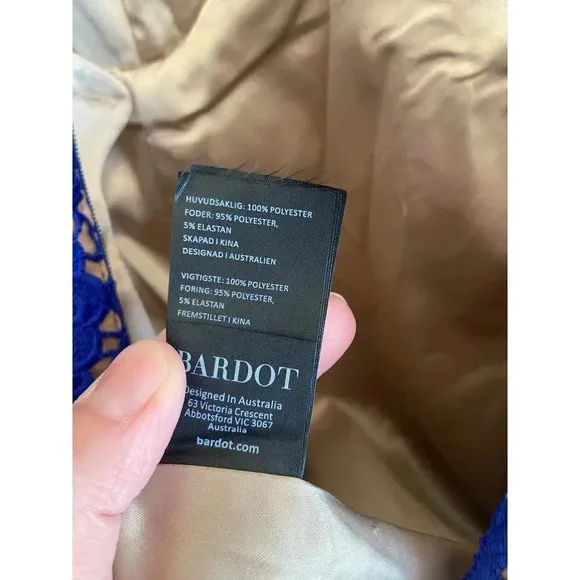 HUVUDSAKLIG: 100% POLYESTER
FODER: 95% POLYESTER,
5% ELASTAN
SKAPAD I KINA
DESIGNAD I AUSTRALIEN
VIGTIGSTE: 100% POLYESTER
FORING: 95% POLYESTER,
5% ELASTAN
FREMSTILLET I KINA
BARDOT
Designed In Australia
63 Victoria Crescent
Abbotsford VIC 3067
Australia
bardot.com